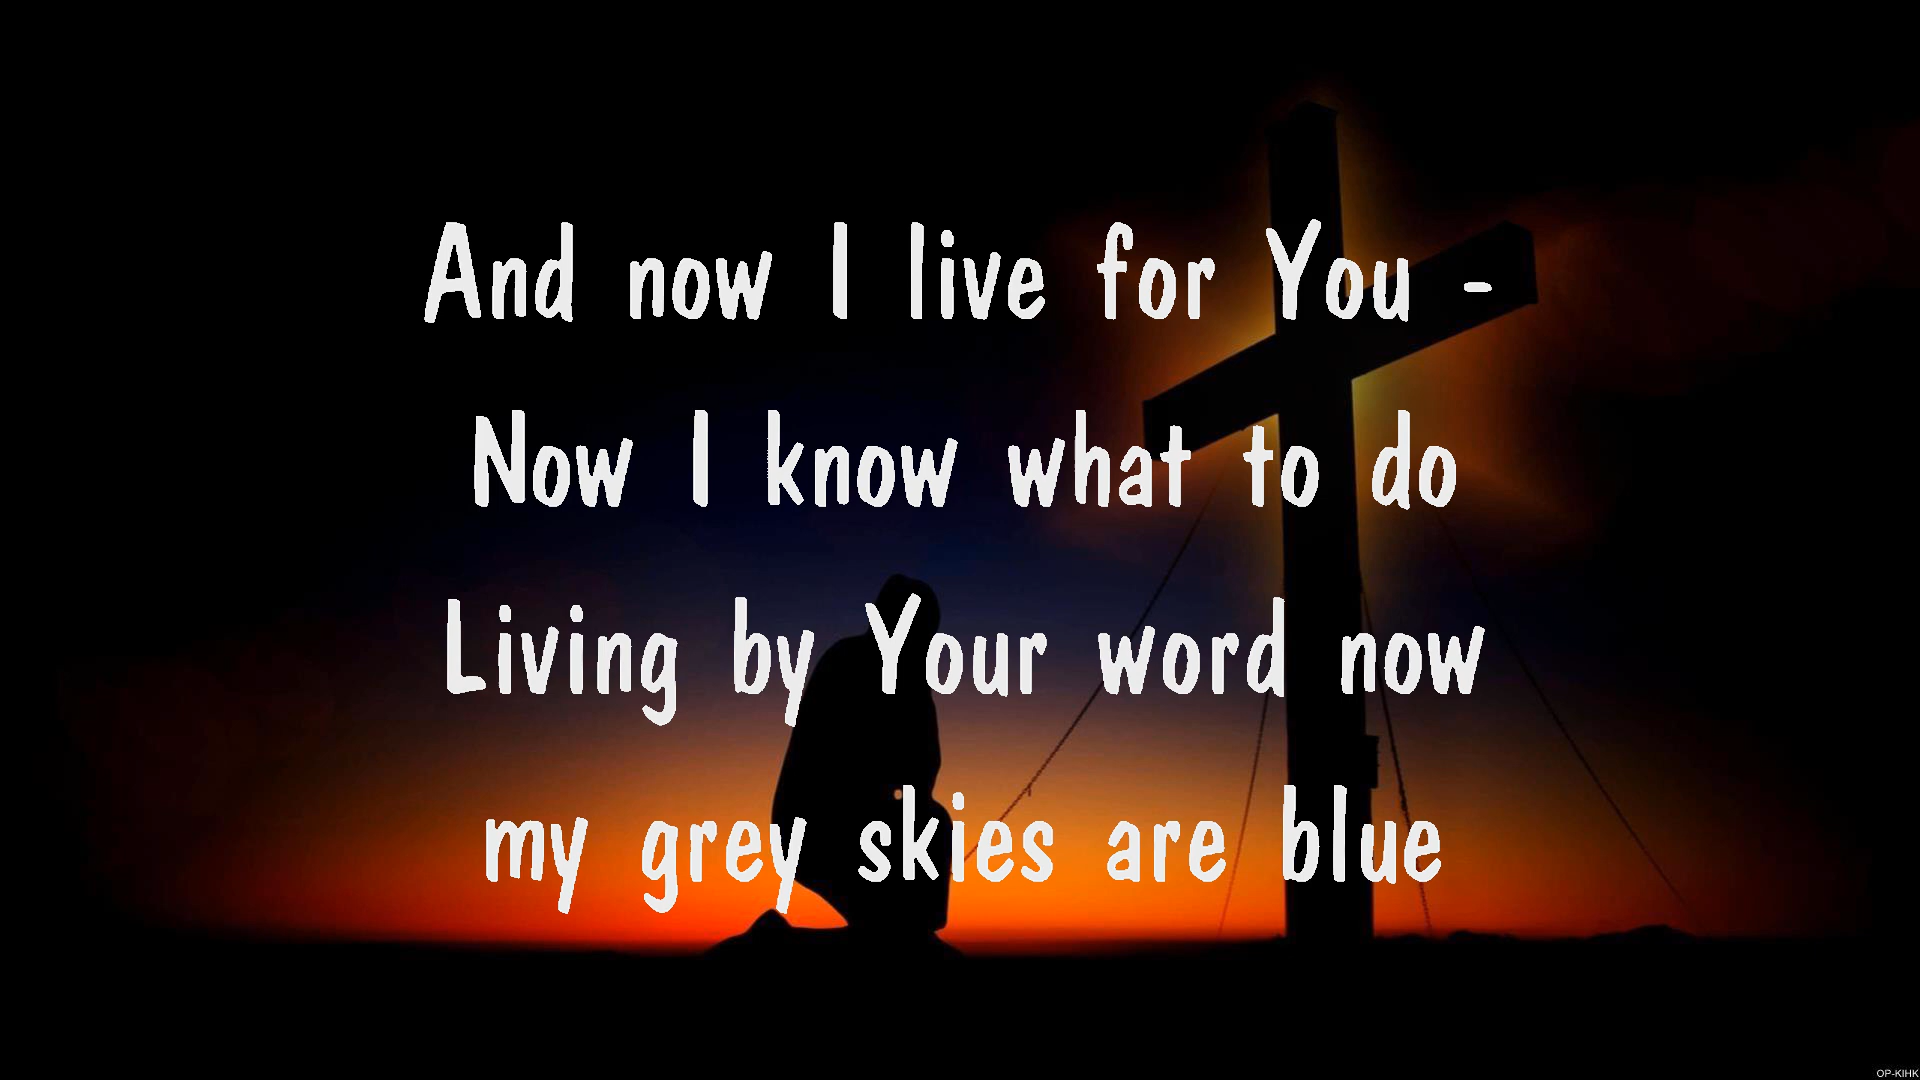 And now I live for You -
Now I know what to do
Living by Your word now
my grey skies are blue
OP-KIHK